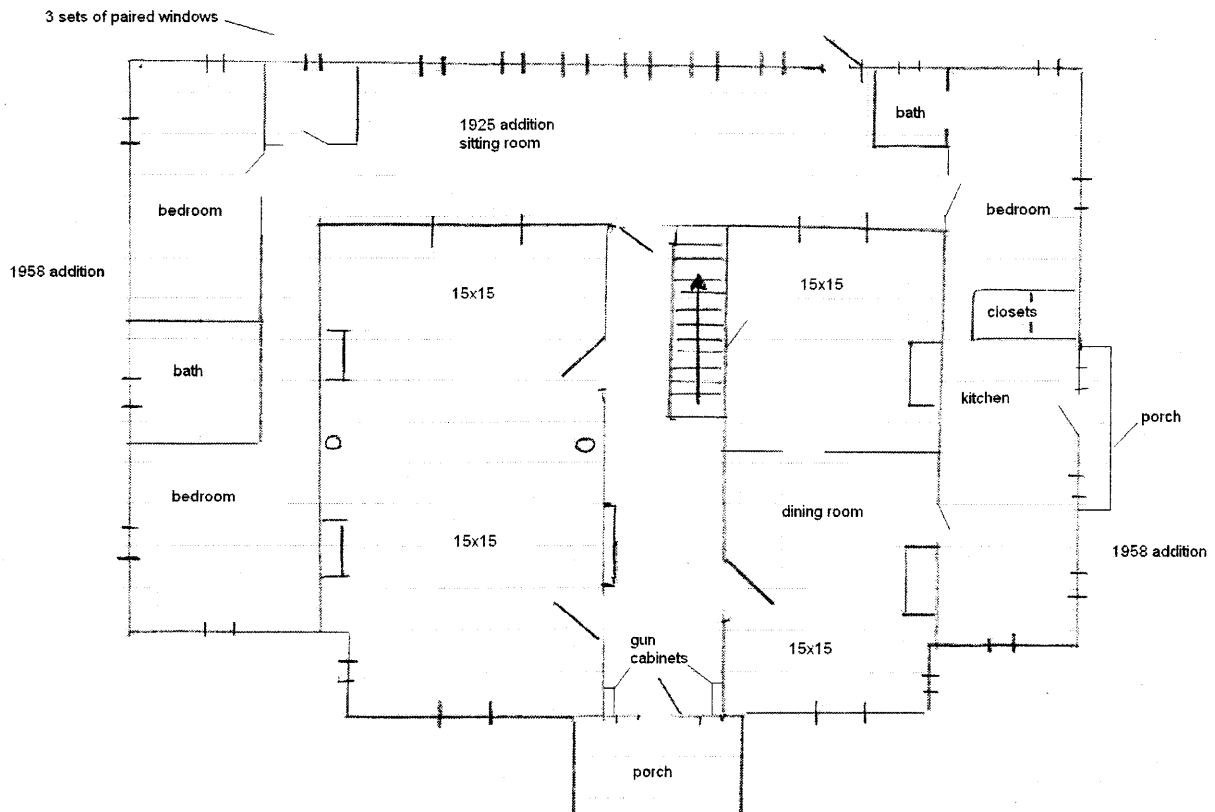 3 sets of paired windows
1925 addition
sitting room
bath
bedroom
bedroom
1958 addition
15x15
15x15
closets
bath
kitchen
porch
bedroom
15x15
dining room
1958 addition
gun
cabinets
15x15
porch